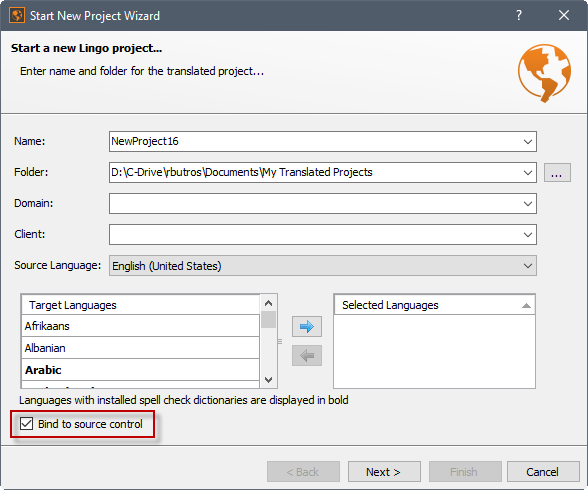 Start New Project Wizard
?
Start a new Lingo project...
Enter name and folder for the translated project...
Name:
NewProject16
Folder:
D:\C-Drive\rbutros\Documents\My Translated Projects
...
Domain:
Client:
Source Language:
English (United States)
Target Languages
Selected Languages
Afrikaans
Albanian
Arabic
Languages with installed spell check dictionaries are displayed in bold
Bind to source control
< Back
Next >
Finish
Cancel